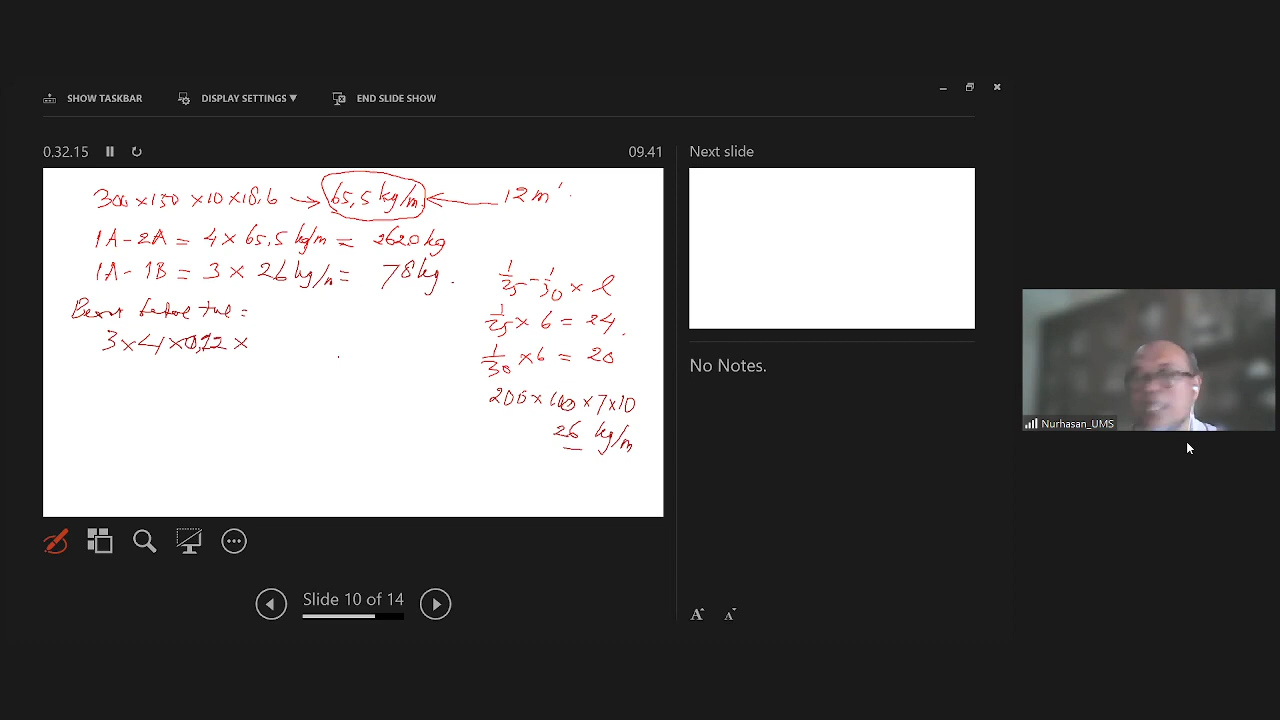 SHOW TASKBAR DISPLAY SETTINGS ▼ END SLIDE SHOW
0.32.15 09.41
Next slide
300 × 150 × 10 × 18,6 → 65,5 kg/m ← 12 m'
1A - 2A = 4 × 65,5 kg/m = 262,0 kg
1A - 1B = 3 × 26 kg/m = 78 kg.
=
3 × 4 × 0,12 ×
1/25 - 1/30 × l
1/25 × 6 = 24
1/30 × 6 = 20
200 × 100 × 7 × 10
26 kg/m
No Notes.
Nurhasan_UMS
Slide 10 of 14
A A